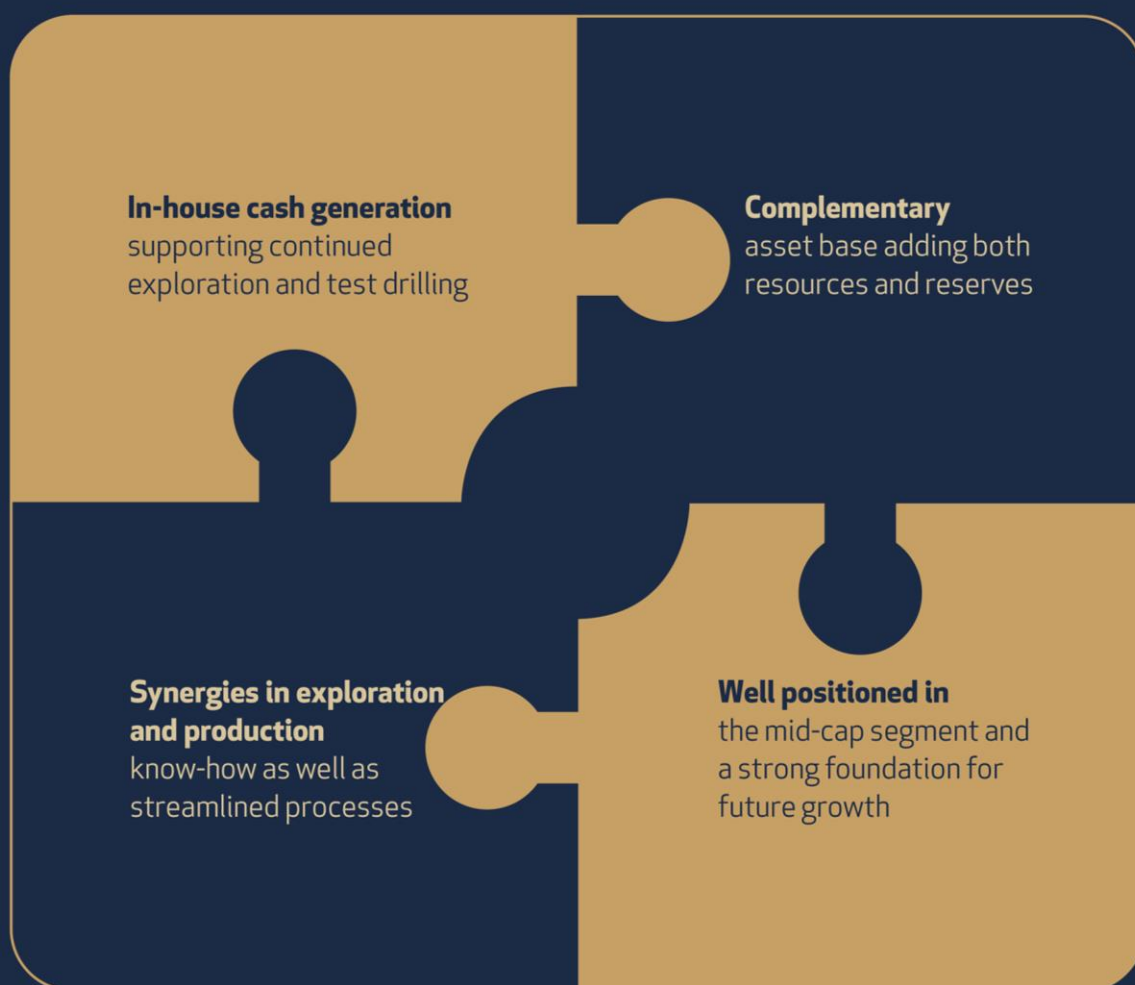 In-house cash generation
supporting continued
exploration and test drilling
Complementary
asset base adding both
resources and reserves
Synergies in exploration
and production
know-how as well as
streamlined processes
Well positioned in
the mid-cap segment and
a strong foundation for
future growth